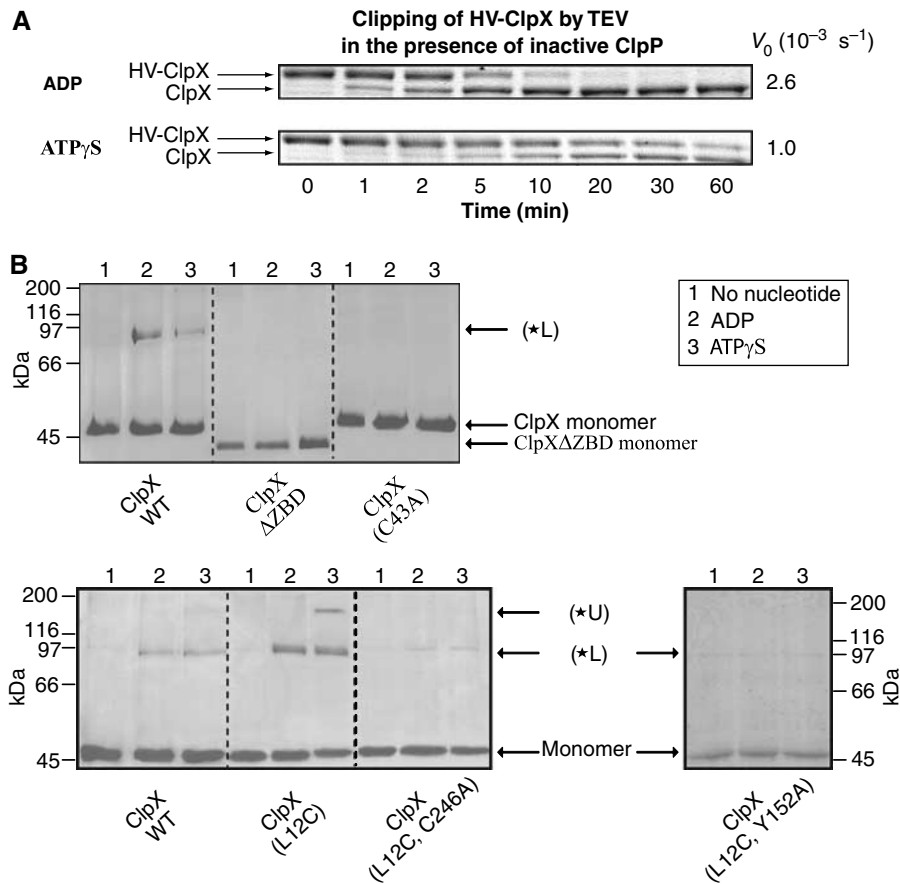 A
Clipping of HV-ClpX by TEV
in the presence of inactive ClpP
V0 (10–3 s–1)
ADP
HV-ClpX
ClpX
2.6
ATPγS
HV-ClpX
ClpX
1.0
0 1 2 5 10 20 30 60
Time (min)
B
1 2 3 1 2 3 1 2 3
200
116
97
66
45
kDa
(★L)
ClpX monomer
ClpXΔZBD monomer
1 No nucleotide
2 ADP
3 ATPγS
ClpX
WT
ClpX
ΔZBD
ClpX
(C43A)
1 2 3 1 2 3 1 2 3
200
116
97
66
45
kDa
(★U)
(★L)
Monomer
1 2 3
200
116
97
66
45
kDa
ClpX
WT
ClpX
(L12C)
ClpX
(L12C, C246A)
ClpX
(L12C, Y152A)